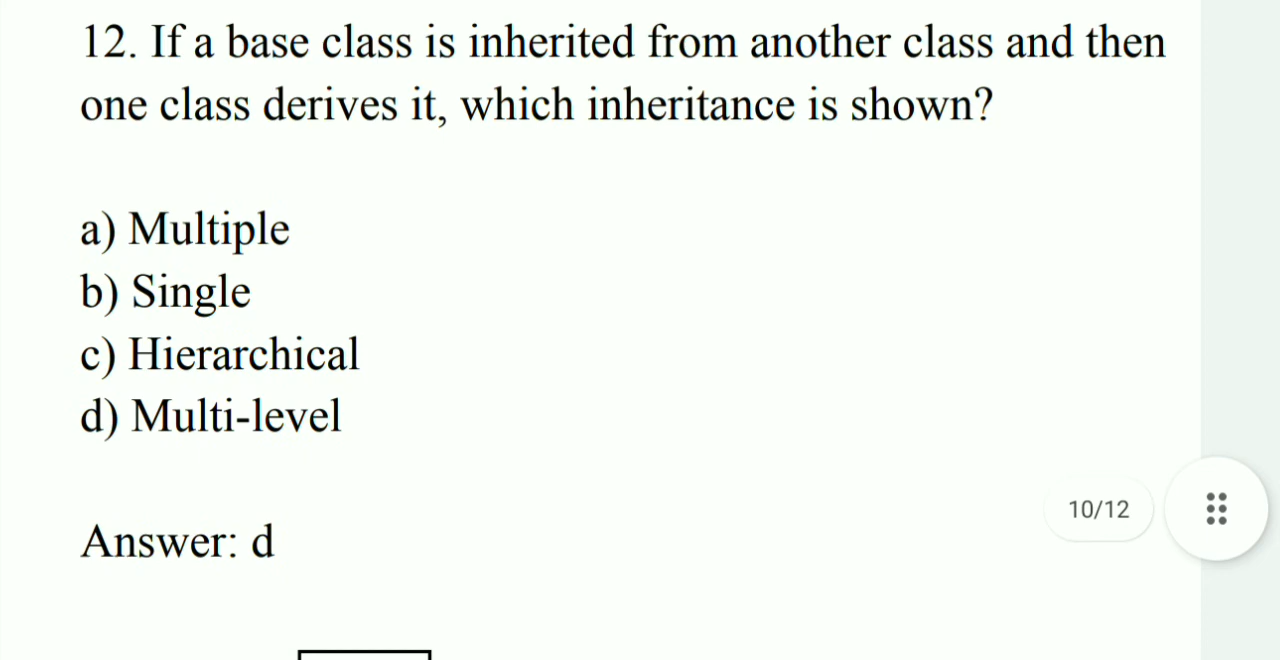 12. If a base class is inherited from another class and then
one class derives it, which inheritance is shown?
a) Multiple
b) Single
c) Hierarchical
d) Multi-level
10/12
Answer: d